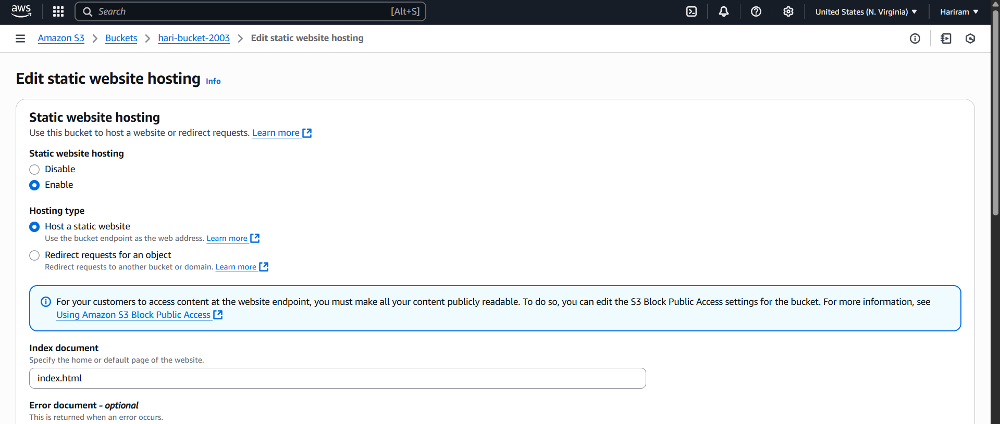 aws
Search [Alt+S]
United States (N. Virginia)
Hariram
Amazon S3 Buckets hari-bucket-2003 Edit static website hosting
Edit static website hosting Info
Static website hosting
Use this bucket to host a website or redirect requests. Learn more
Static website hosting
Disable
Enable
Hosting type
Host a static website
Use the bucket endpoint as the web address. Learn more
Redirect requests for an object
Redirect requests to another bucket or domain. Learn more
For your customers to access content at the website endpoint, you must make all your content publicly readable. To do so, you can edit the S3 Block Public Access settings for the bucket. For more information, see
Using Amazon S3 Block Public Access
Index document
Specify the home or default page of the website.
index.html
Error document - optional
This is returned when an error occurs.